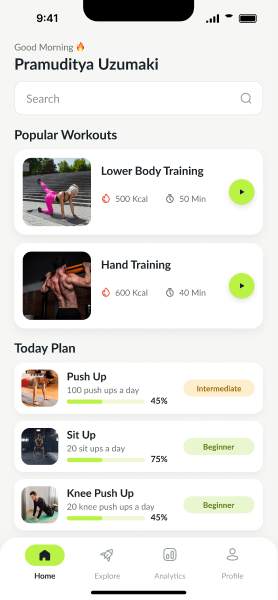 9:41
Good Morning 🔥
Pramuditya Uzumaki
Search
Popular Workouts
Lower Body Training
500 Kcal
50 Min
Hand Training
600 Kcal
40 Min
Today Plan
Push Up
100 push ups a day
45%
Intermediate
Sit Up
20 sit ups a day
75%
Beginner
Knee Push Up
20 knee push ups a day
45%
Beginner
Home
Explore
Analytics
Profile